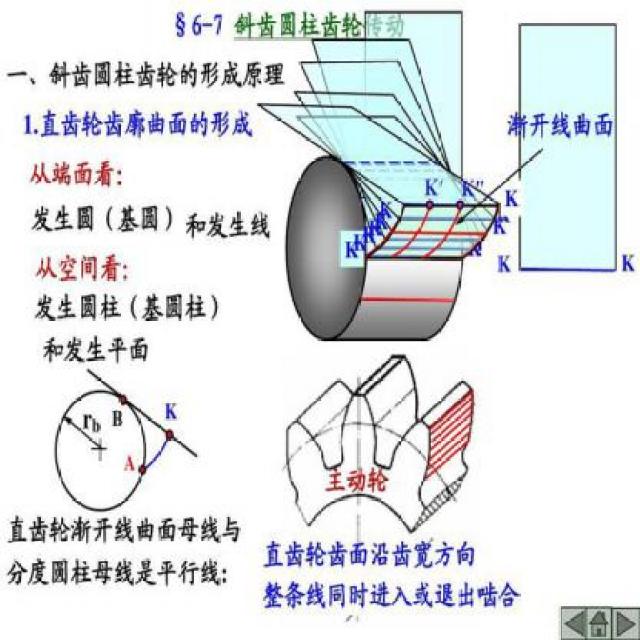 §6-7 斜齿圆柱齿轮传动
一、斜齿圆柱齿轮的形成原理
1.直齿轮齿廓曲面的形成
渐开线曲面
从端面看：
发生圆（基圆）和发生线
从空间看：
发生圆柱（基圆柱）
和发生平面
K' K" K
K K
K K
r_b B K
A
主动轮
直齿轮渐开线曲面母线与
分度圆柱母线是平行线：
直齿轮齿面沿齿宽方向
整条线同时进入或退出啮合